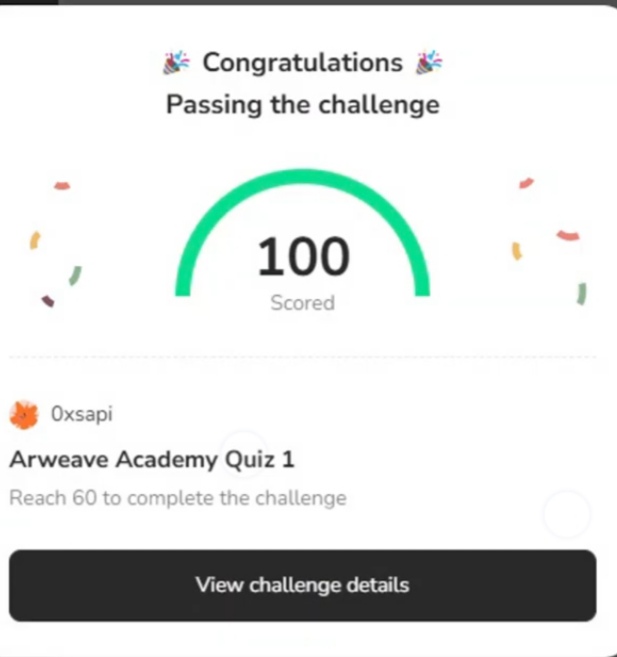 🎉 Congratulations 🎉
Passing the challenge
100
Scored
0xsapi
Arweave Academy Quiz 1
Reach 60 to complete the challenge
View challenge details